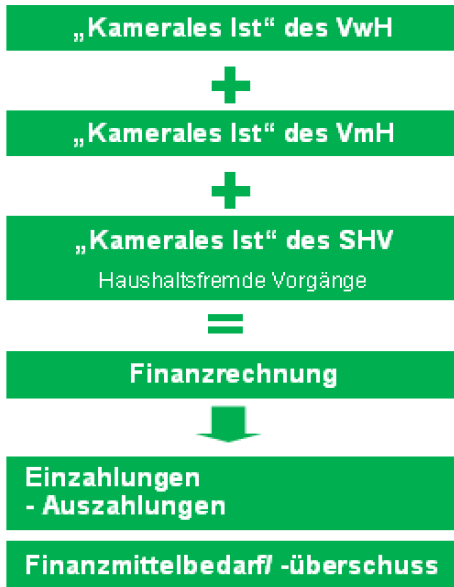 „Kamerales Ist“ des VwH
+
„Kamerales Ist“ des VmH
+
„Kamerales Ist“ des SHV
Haushaltsfremde Vorgänge
=
Finanzrechnung
Einzahlungen
- Auszahlungen
Finanzmittelbedarf/ -überschuss